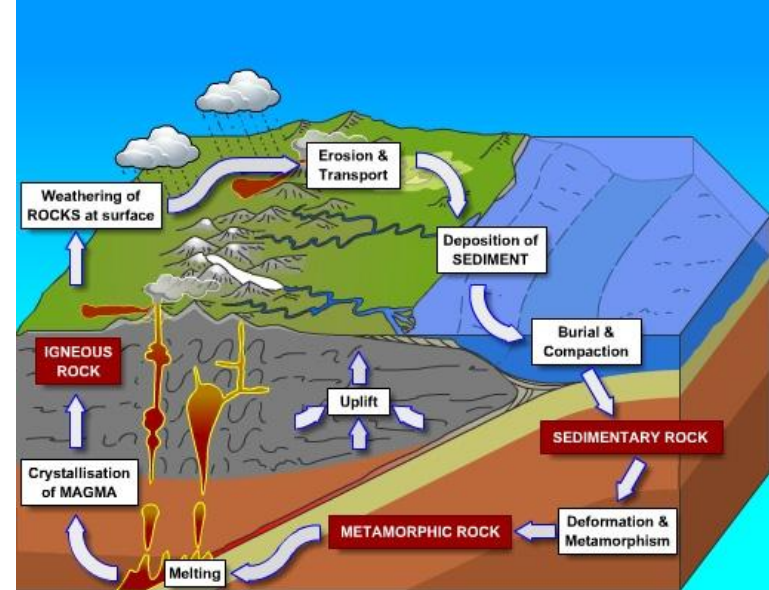 Erosion &
Transport
Weathering of
ROCKS at surface
Deposition of
SEDIMENT
Burial &
Compaction
IGNEOUS
ROCK
Uplift
SEDIMENTARY ROCK
Crystallisation
of MAGMA
METAMORPHIC ROCK
Deformation &
Metamorphism
Melting